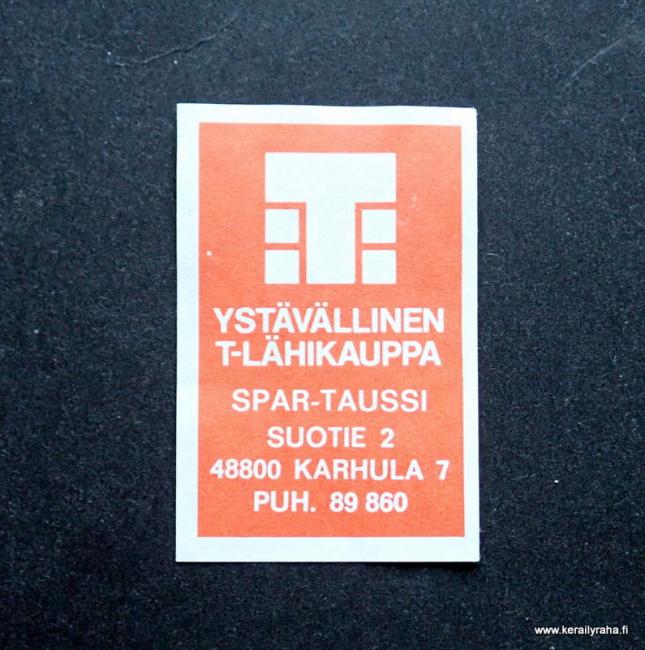 T
YSTÄVÄLLINEN
T-LÄHIKAUPPA
SPAR-TAUSSI
SUOTIE 2
48800 KARHULA 7
PUH. 89 860
www.kerailyraha.fi